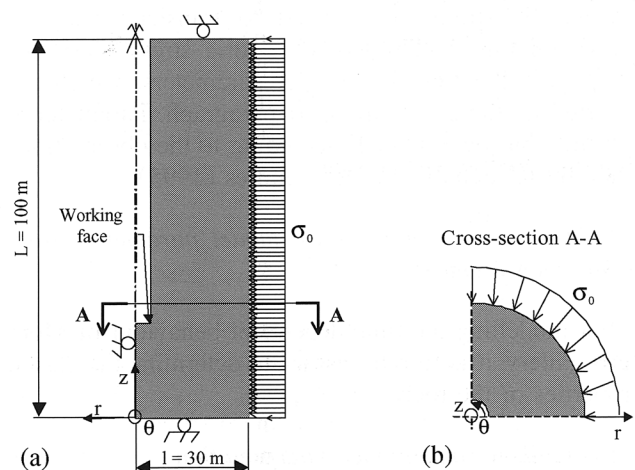 L = 100 m
Working
face
σ₀
A
A
z
r
θ
l = 30 m
(a)
Cross-section A-A
σ₀
z
θ
r
(b)